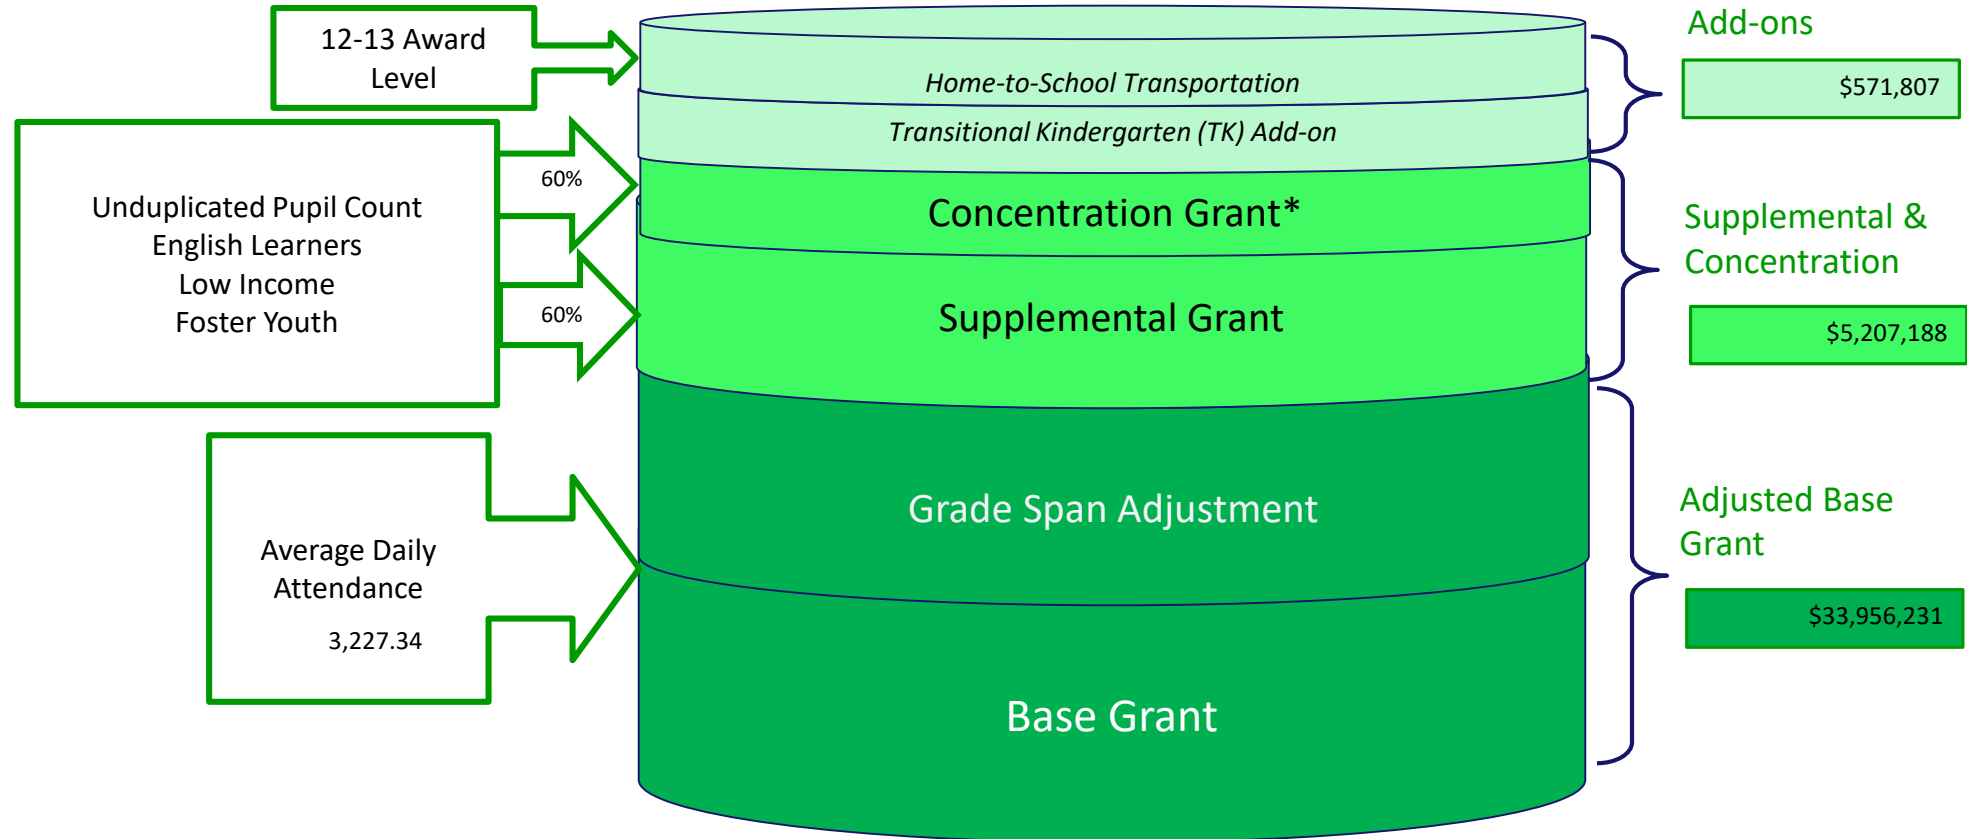 12-13 Award
Level
Home-to-School Transportation
Transitional Kindergarten (TK) Add-on
Add-ons
$571,807
Unduplicated Pupil Count
English Learners
Low Income
Foster Youth
60%
60%
Concentration Grant*
Supplemental Grant
Supplemental &
Concentration
$5,207,188
Average Daily
Attendance
3,227.34
Grade Span Adjustment
Base Grant
Adjusted Base
Grant
$33,956,231